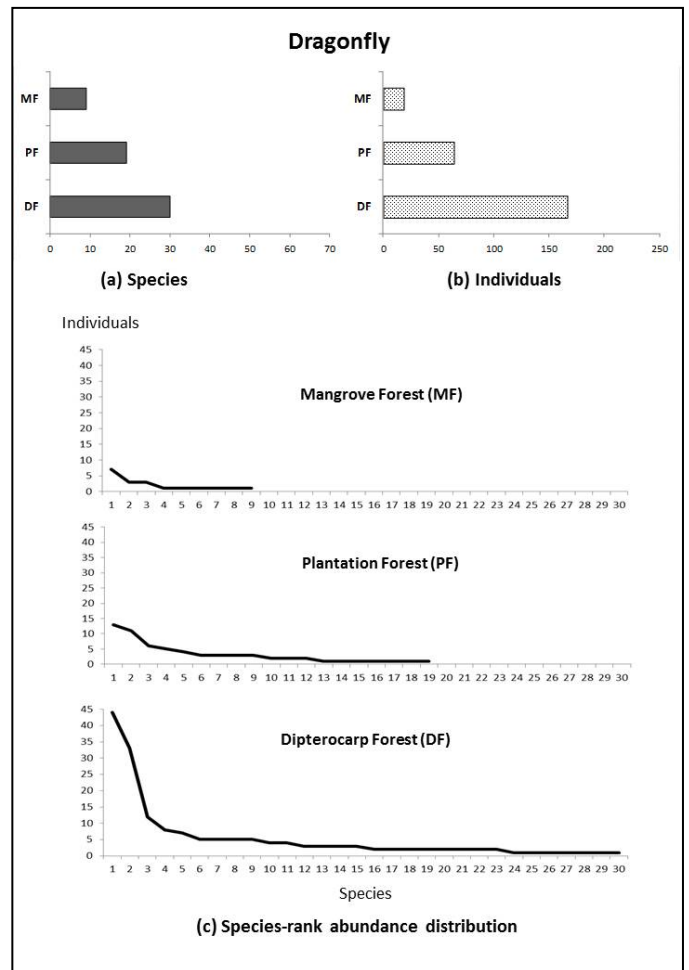 Dragonfly
MF
PF
DF
0 10 20 30 40 50 60 70
(a) Species
MF
PF
DF
0 50 100 150 200 250
(b) Individuals
Individuals
45
40
35
30
25
20
15
10
5
0
Mangrove Forest (MF)
1 2 3 4 5 6 7 8 9 10 11 12 13 14 15 16 17 18 19 20 21 22 23 24 25 26 27 28 29 30
45
40
35
30
25
20
15
10
5
0
Plantation Forest (PF)
1 2 3 4 5 6 7 8 9 10 11 12 13 14 15 16 17 18 19 20 21 22 23 24 25 26 27 28 29 30
45
40
35
30
25
20
15
10
5
0
Dipterocarp Forest (DF)
1 2 3 4 5 6 7 8 9 10 11 12 13 14 15 16 17 18 19 20 21 22 23 24 25 26 27 28 29 30
Species
(c) Species-rank abundance distribution